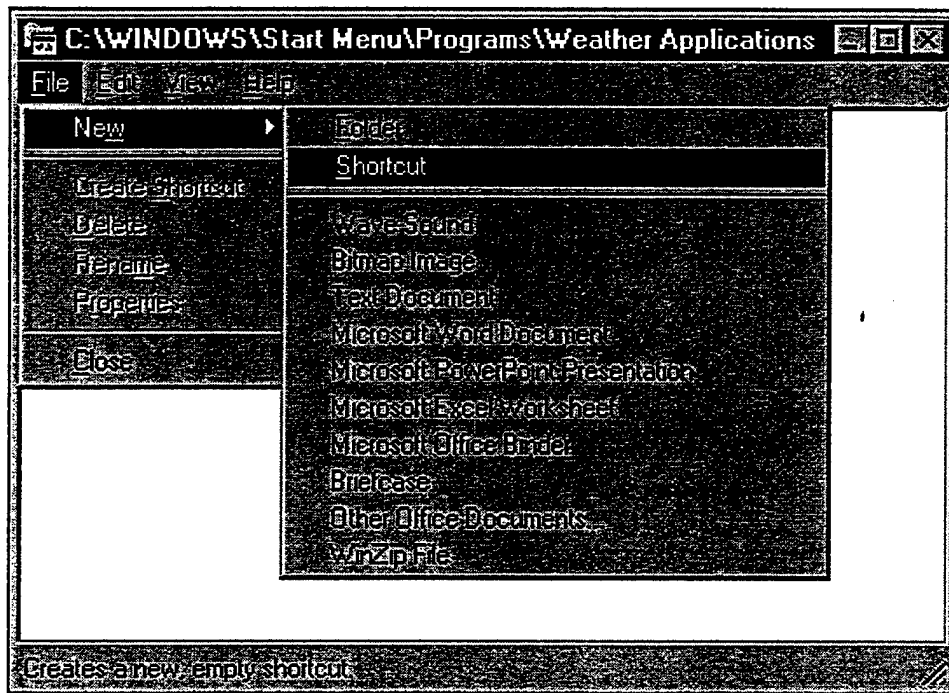 C:\WINDOWS\Start Menu\Programs\Weather Applications
File Edit View Help
New
Create Shortcut
Delete
Rename
Properties
Close
Folder
Shortcut
Wave Sound
Bitmap Image
Text Document
Microsoft Word Document
Microsoft PowerPoint Presentation
Microsoft Excel Worksheet
Microsoft Office Binder
Briefcase
Other Office Documents...
WinZip File
Creates a new, empty shortcut.